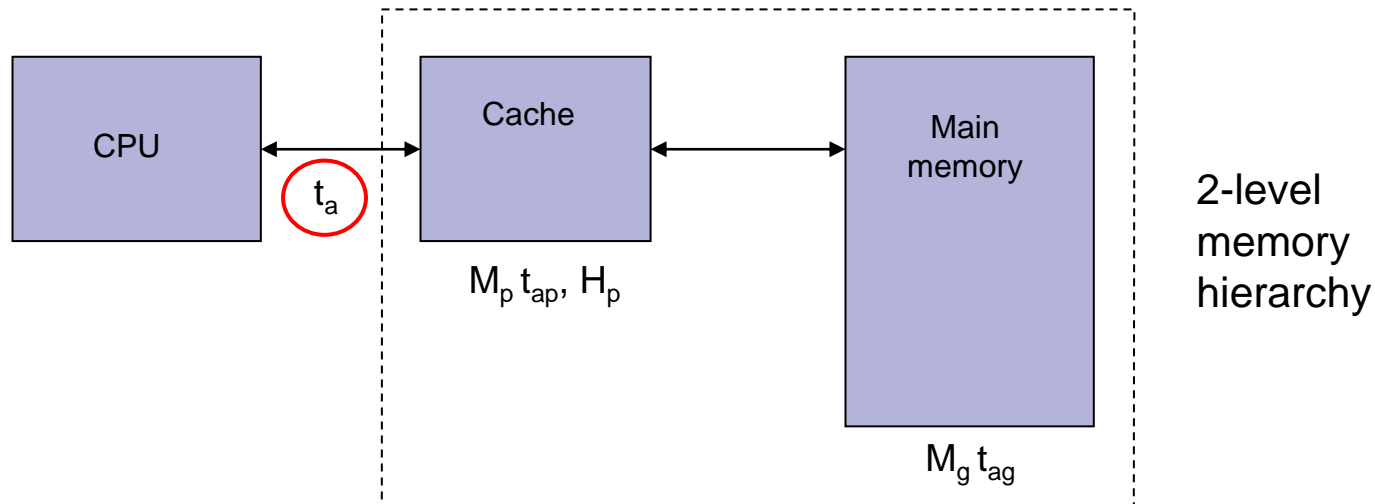 CPU
t_a
Cache
M_p t_ap, H_p
Main
memory
M_g t_ag
2-level
memory
hierarchy